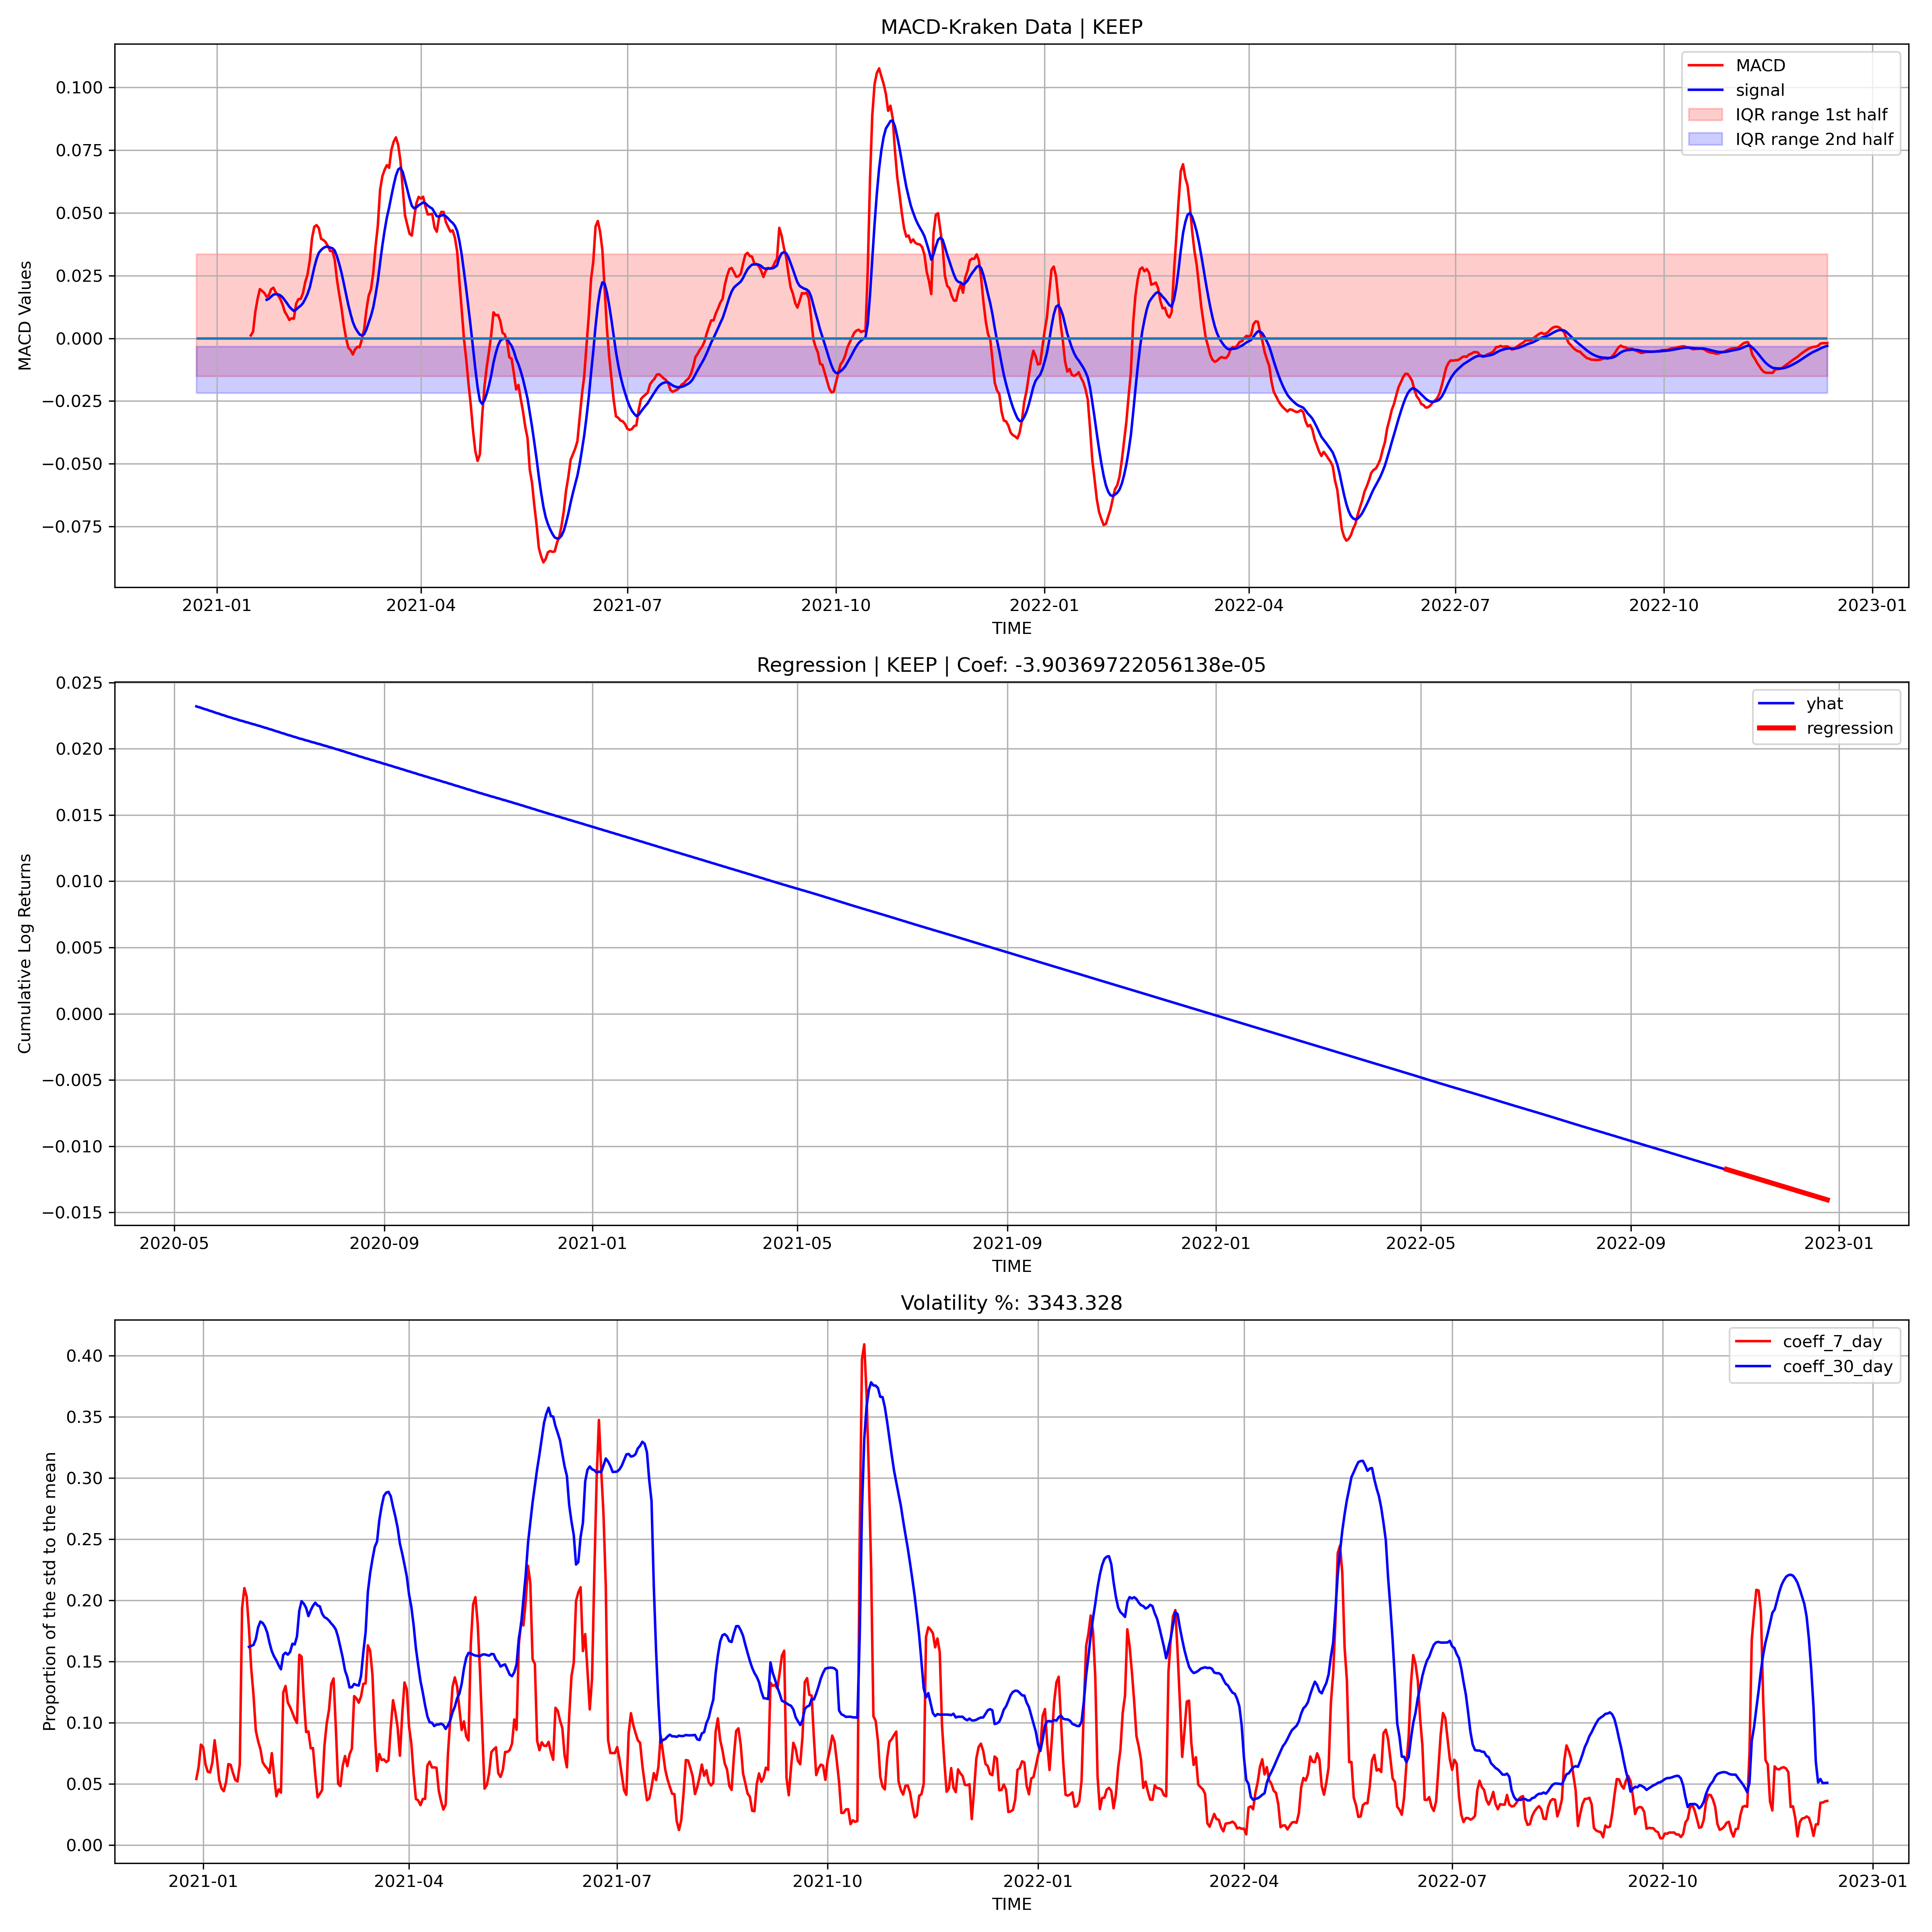 MACD-Kraken Data | KEEP
MACD
signal
IQR range 1st half
IQR range 2nd half
0.100
0.075
0.050
0.025
0.000
−0.025
−0.050
−0.075
MACD Values
2021-01 2021-04 2021-07 2021-10 2022-01 2022-04 2022-07 2022-10 2023-01
TIME
Regression | KEEP | Coef: -3.90369722056138e-05
yhat
regression
0.025
0.020
0.015
0.010
0.005
0.000
−0.005
−0.010
−0.015
Cumulative Log Returns
2020-05 2020-09 2021-01 2021-05 2021-09 2022-01 2022-05 2022-09 2023-01
TIME
Volatility %: 3343.328
coeff_7_day
coeff_30_day
0.40
0.35
0.30
0.25
0.20
0.15
0.10
0.05
0.00
Proportion of the std to the mean
2021-01 2021-04 2021-07 2021-10 2022-01 2022-04 2022-07 2022-10 2023-01
TIME